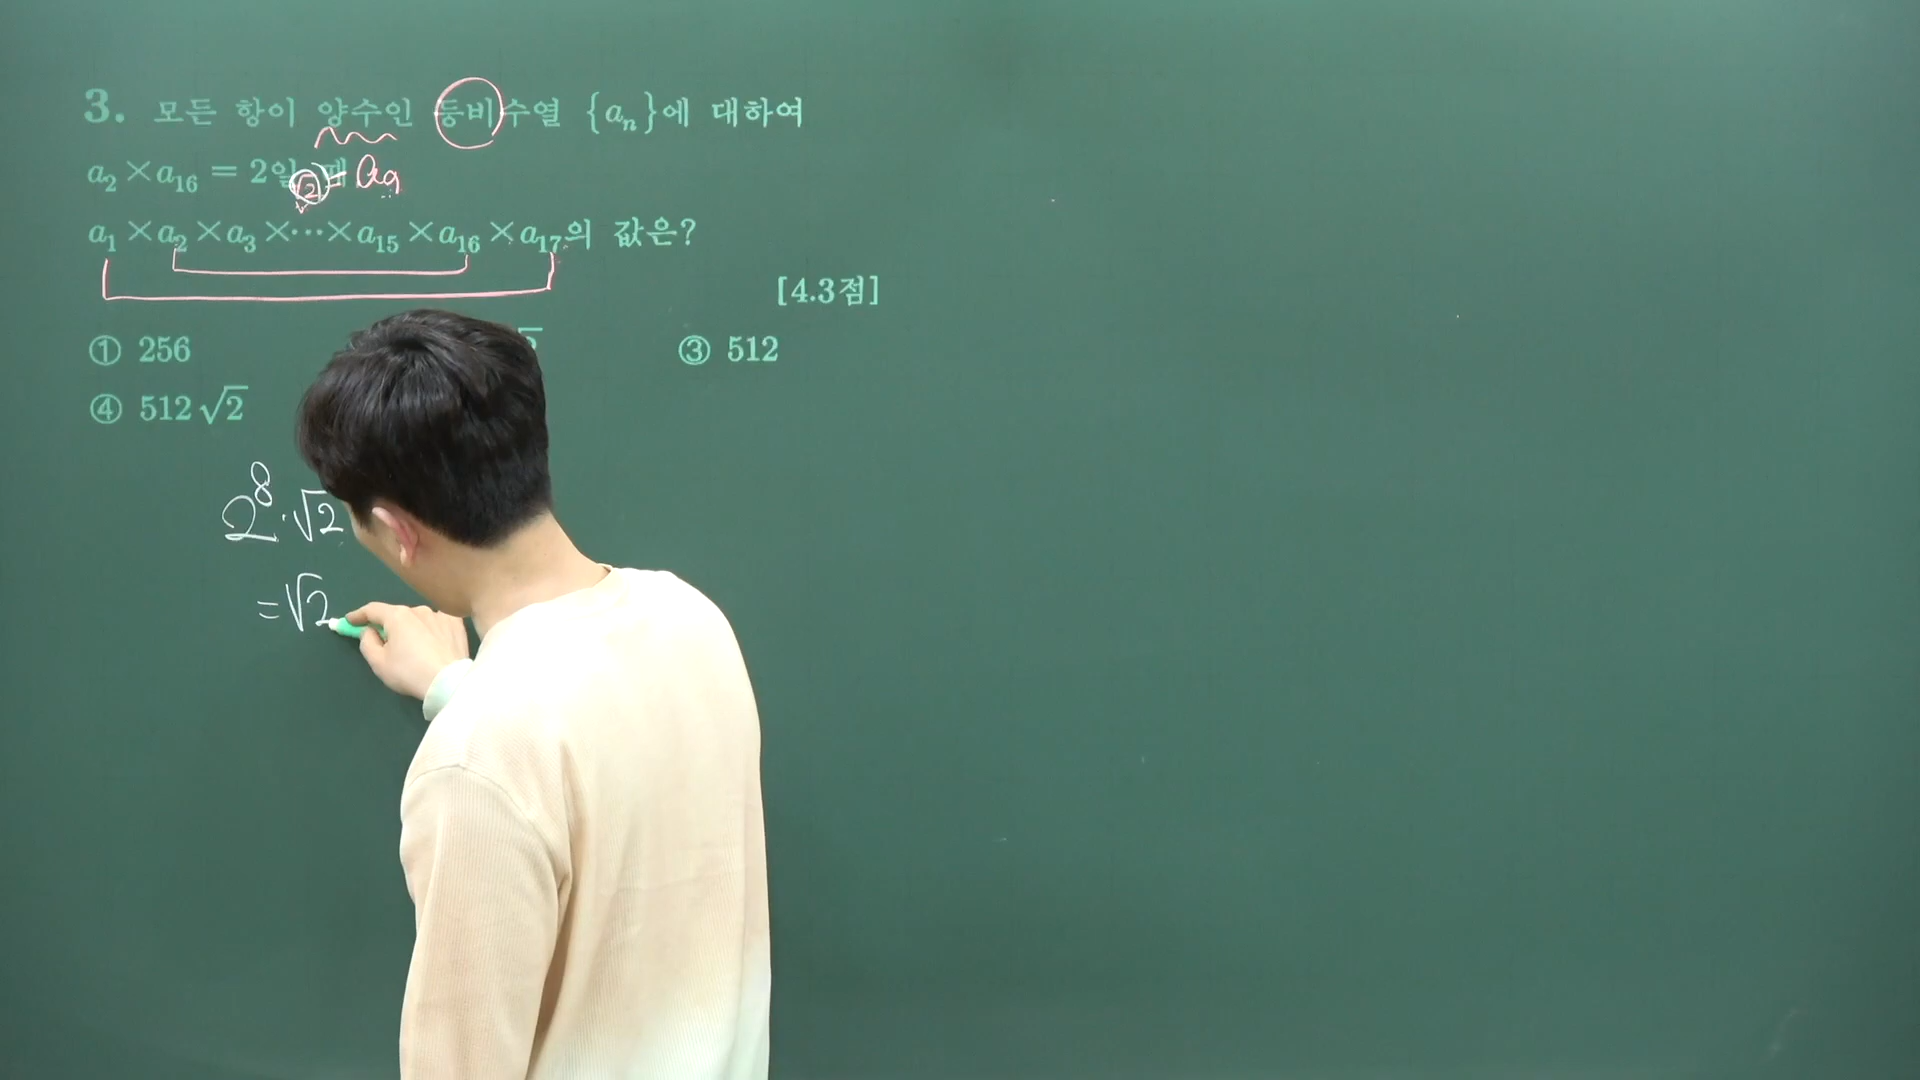 3. 모든 항이 양수인 등비수열 {aₙ}에 대하여
a₂×a₁₆=2일 때
√2 = a₉
a₁×a₂×a₃×⋯×a₁₅×a₁₆×a₁₇의 값은?
[4.3점]
① 256 ③ 512
④ 512√2
2⁸·√2
=√2